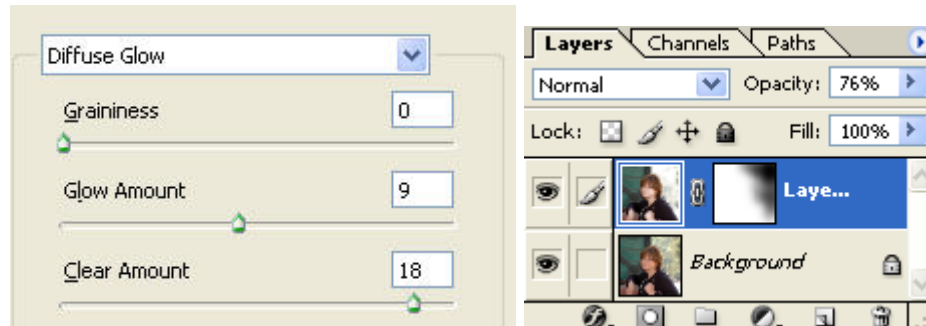 Diffuse Glow
Graininess 0
Glow Amount 9
Clear Amount 18
Layers Channels Paths
Normal Opacity: 76%
Lock: Fill: 100%
Laye...
Background